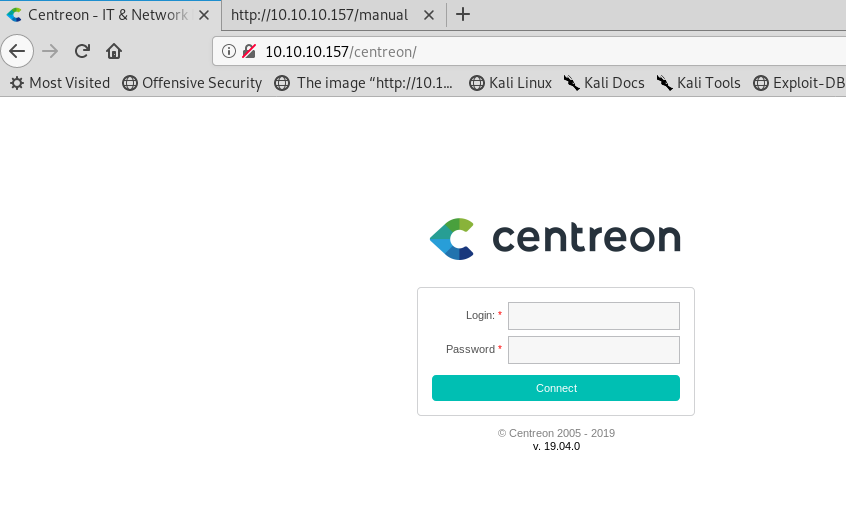 Centreon - IT & Network
http://10.10.10.157/manual
10.10.10.157/centreon/
Most Visited Offensive Security The image “http://10.1... Kali Linux Kali Docs Kali Tools Exploit-DB
centreon
Login: *
Password *
Connect
© Centreon 2005 - 2019
v. 19.04.0